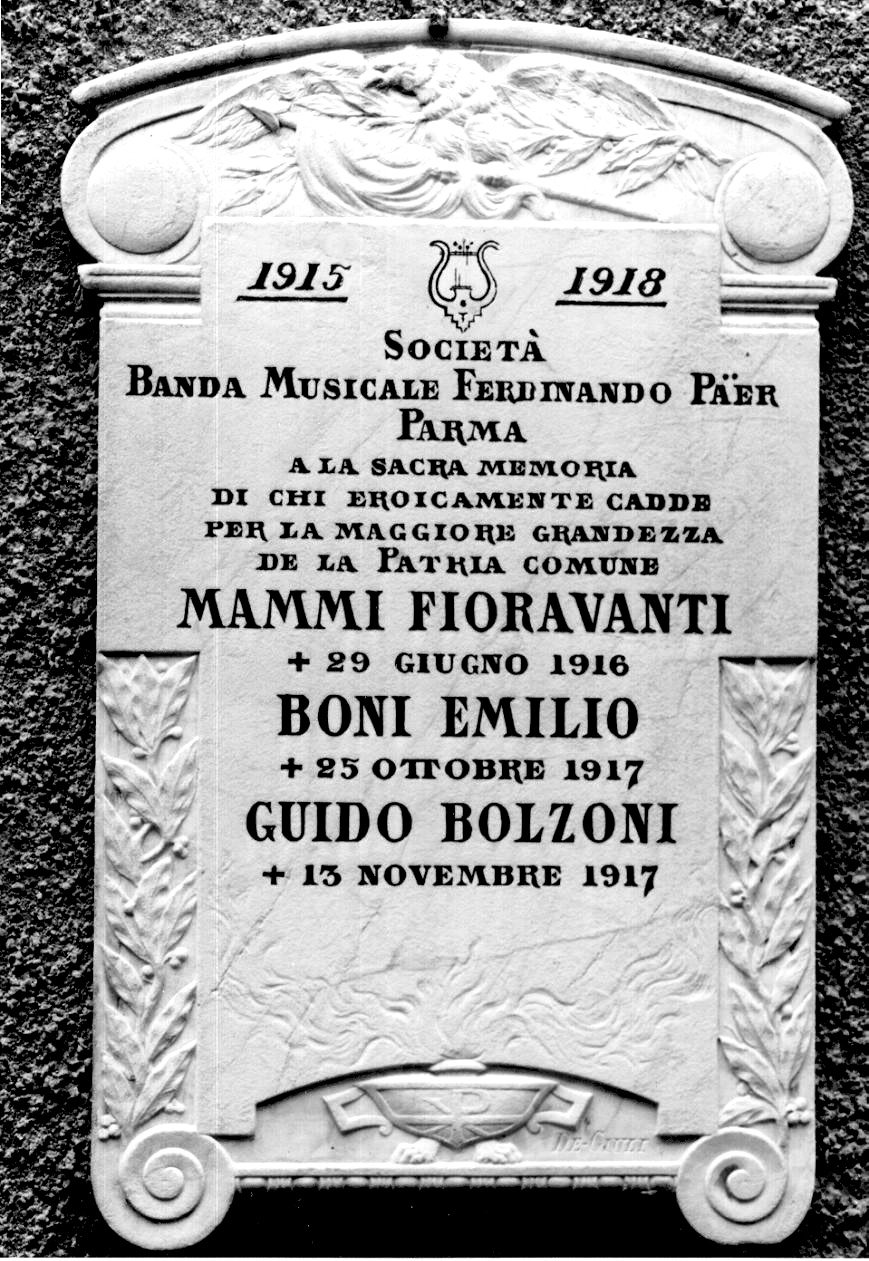 1915 1918
SOCIETÀ
BANDA MUSICALE FERDINANDO PÄER
PARMA
A LA SACRA MEMORIA
DI CHI EROICAMENTE CADDE
PER LA MAGGIORE GRANDEZZA
DE LA PATRIA COMUNE
MAMMI FIORAVANTI
+ 29 GIUGNO 1916
BONI EMILIO
+ 25 OTTOBRE 1917
GUIDO BOLZONI
+ 13 NOVEMBRE 1917